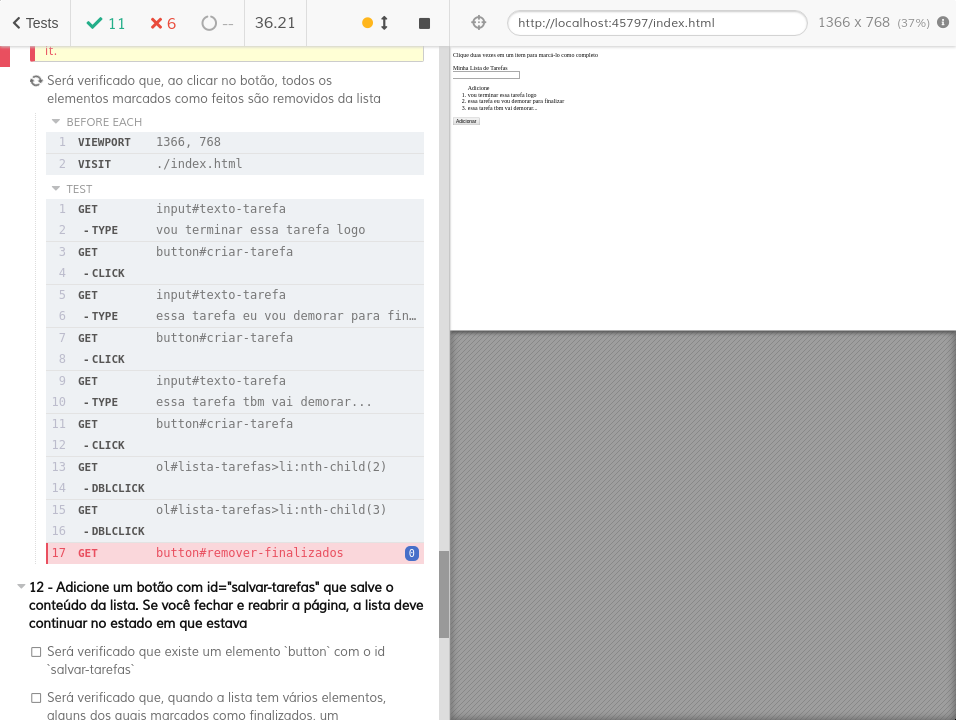 Tests 11 6 -- 36.21
http://localhost:45797/index.html 1366 x 768 (37%)
it.
Será verificado que, ao clicar no botão, todos os
elementos marcados como feitos são removidos da lista
BEFORE EACH
1 VIEWPORT 1366, 768
2 VISIT ./index.html
TEST
1 GET input#texto-tarefa
2 -TYPE vou terminar essa tarefa logo
3 GET button#criar-tarefa
4 -CLICK
5 GET input#texto-tarefa
6 -TYPE essa tarefa eu vou demorar para fin…
7 GET button#criar-tarefa
8 -CLICK
9 GET input#texto-tarefa
10 -TYPE essa tarefa tbm vai demorar...
11 GET button#criar-tarefa
12 -CLICK
13 GET ol#lista-tarefas>li:nth-child(2)
14 -DBLCLICK
15 GET ol#lista-tarefas>li:nth-child(3)
16 -DBLCLICK
17 GET button#remover-finalizados 0
12 - Adicione um botão com id="salvar-tarefas" que salve o
conteúdo da lista. Se você fechar e reabrir a página, a lista deve
continuar no estado em que estava
Será verificado que existe um elemento `button` com o id
`salvar-tarefas`
Será verificado que, quando a lista tem vários elementos,
alguns dos quais marcados como finalizados, um
Clique duas vezes em um item para marcá-lo como completo
Minha Lista de Tarefas
Adicione
1. vou terminar essa tarefa logo
2. essa tarefa eu vou demorar para finalizar
3. essa tarefa tbm vai demorar...
Adicionar